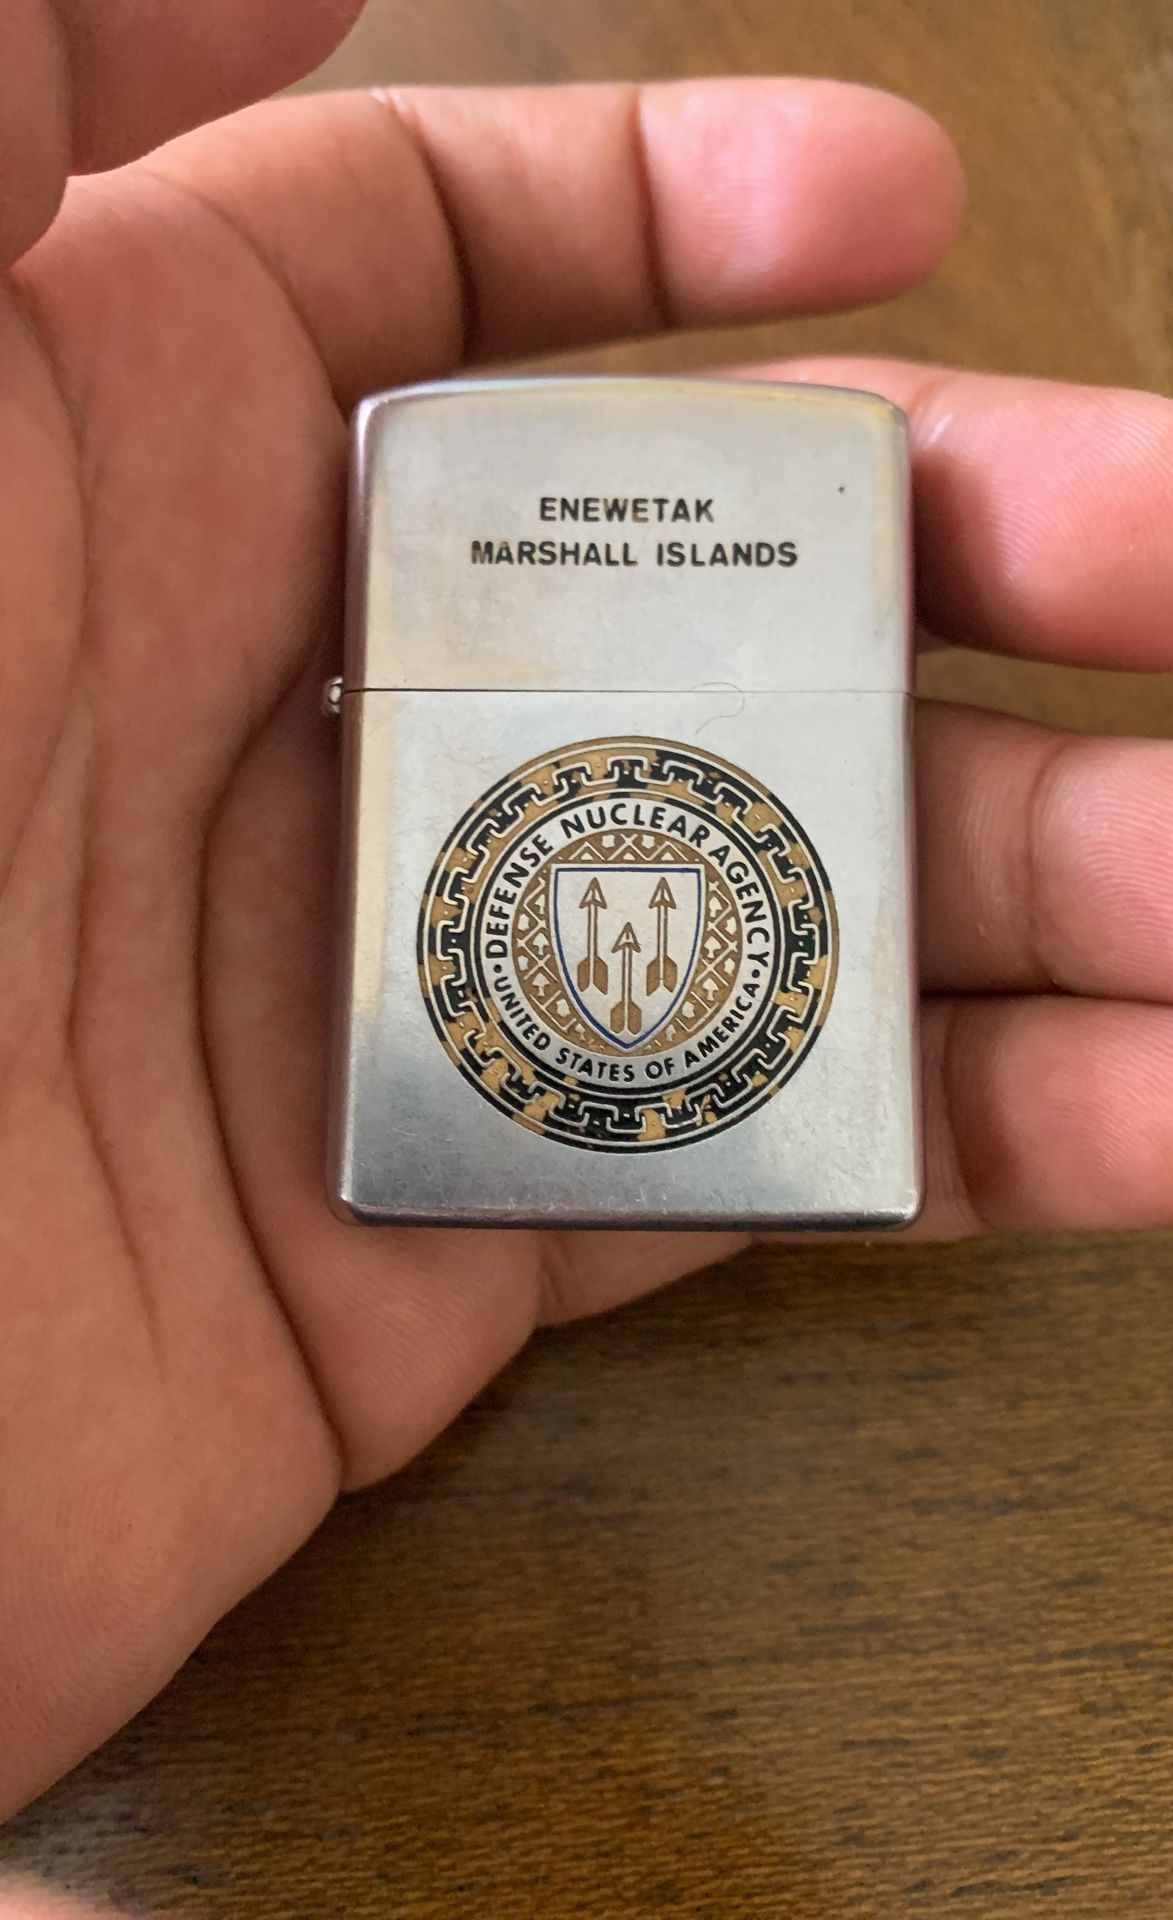 ENEWETAK
MARSHALL ISLANDS
•DEFENSE NUCLEAR AGENCY•
UNITED STATES OF AMERICA